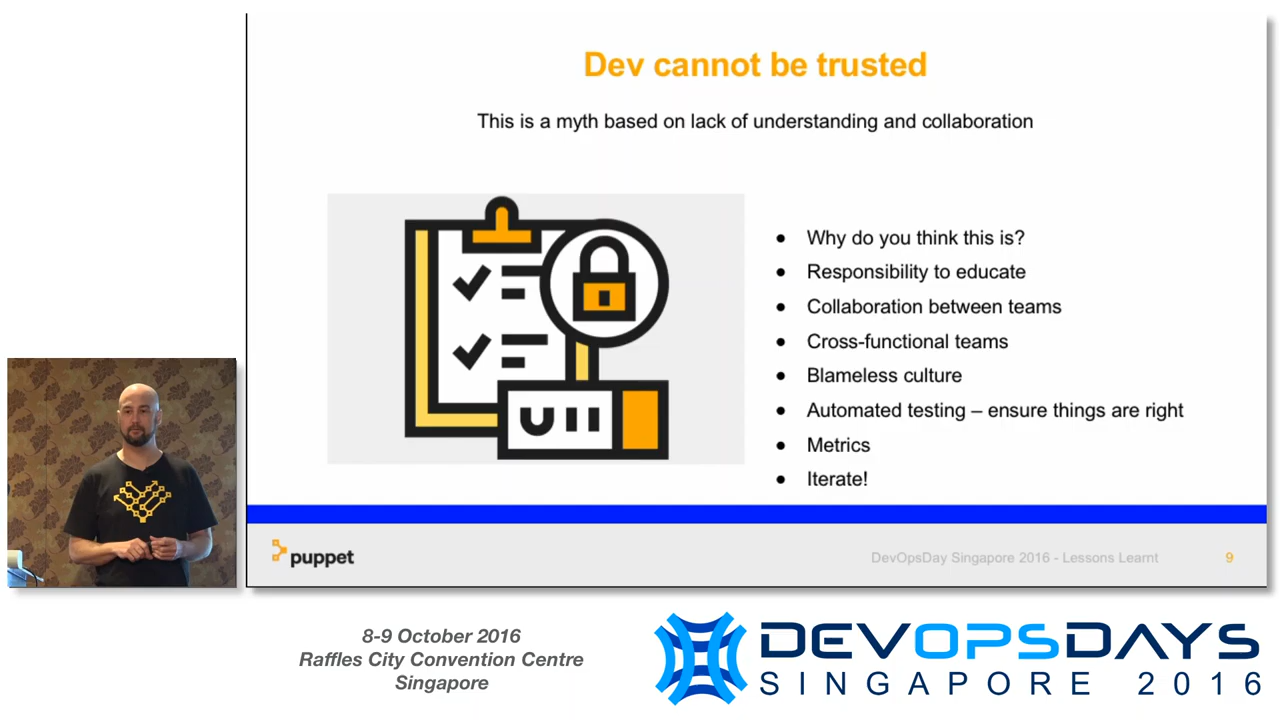 Dev cannot be trusted
This is a myth based on lack of understanding and collaboration
● Why do you think this is?
● Responsibility to educate
● Collaboration between teams
● Cross-functional teams
● Blameless culture
● Automated testing – ensure things are right
● Metrics
● Iterate!
puppet
DevOpsDay Singapore 2016 - Lessons Learnt
9
8-9 October 2016
Raffles City Convention Centre
Singapore
DEVOPSDAYS
SINGAPORE 2016